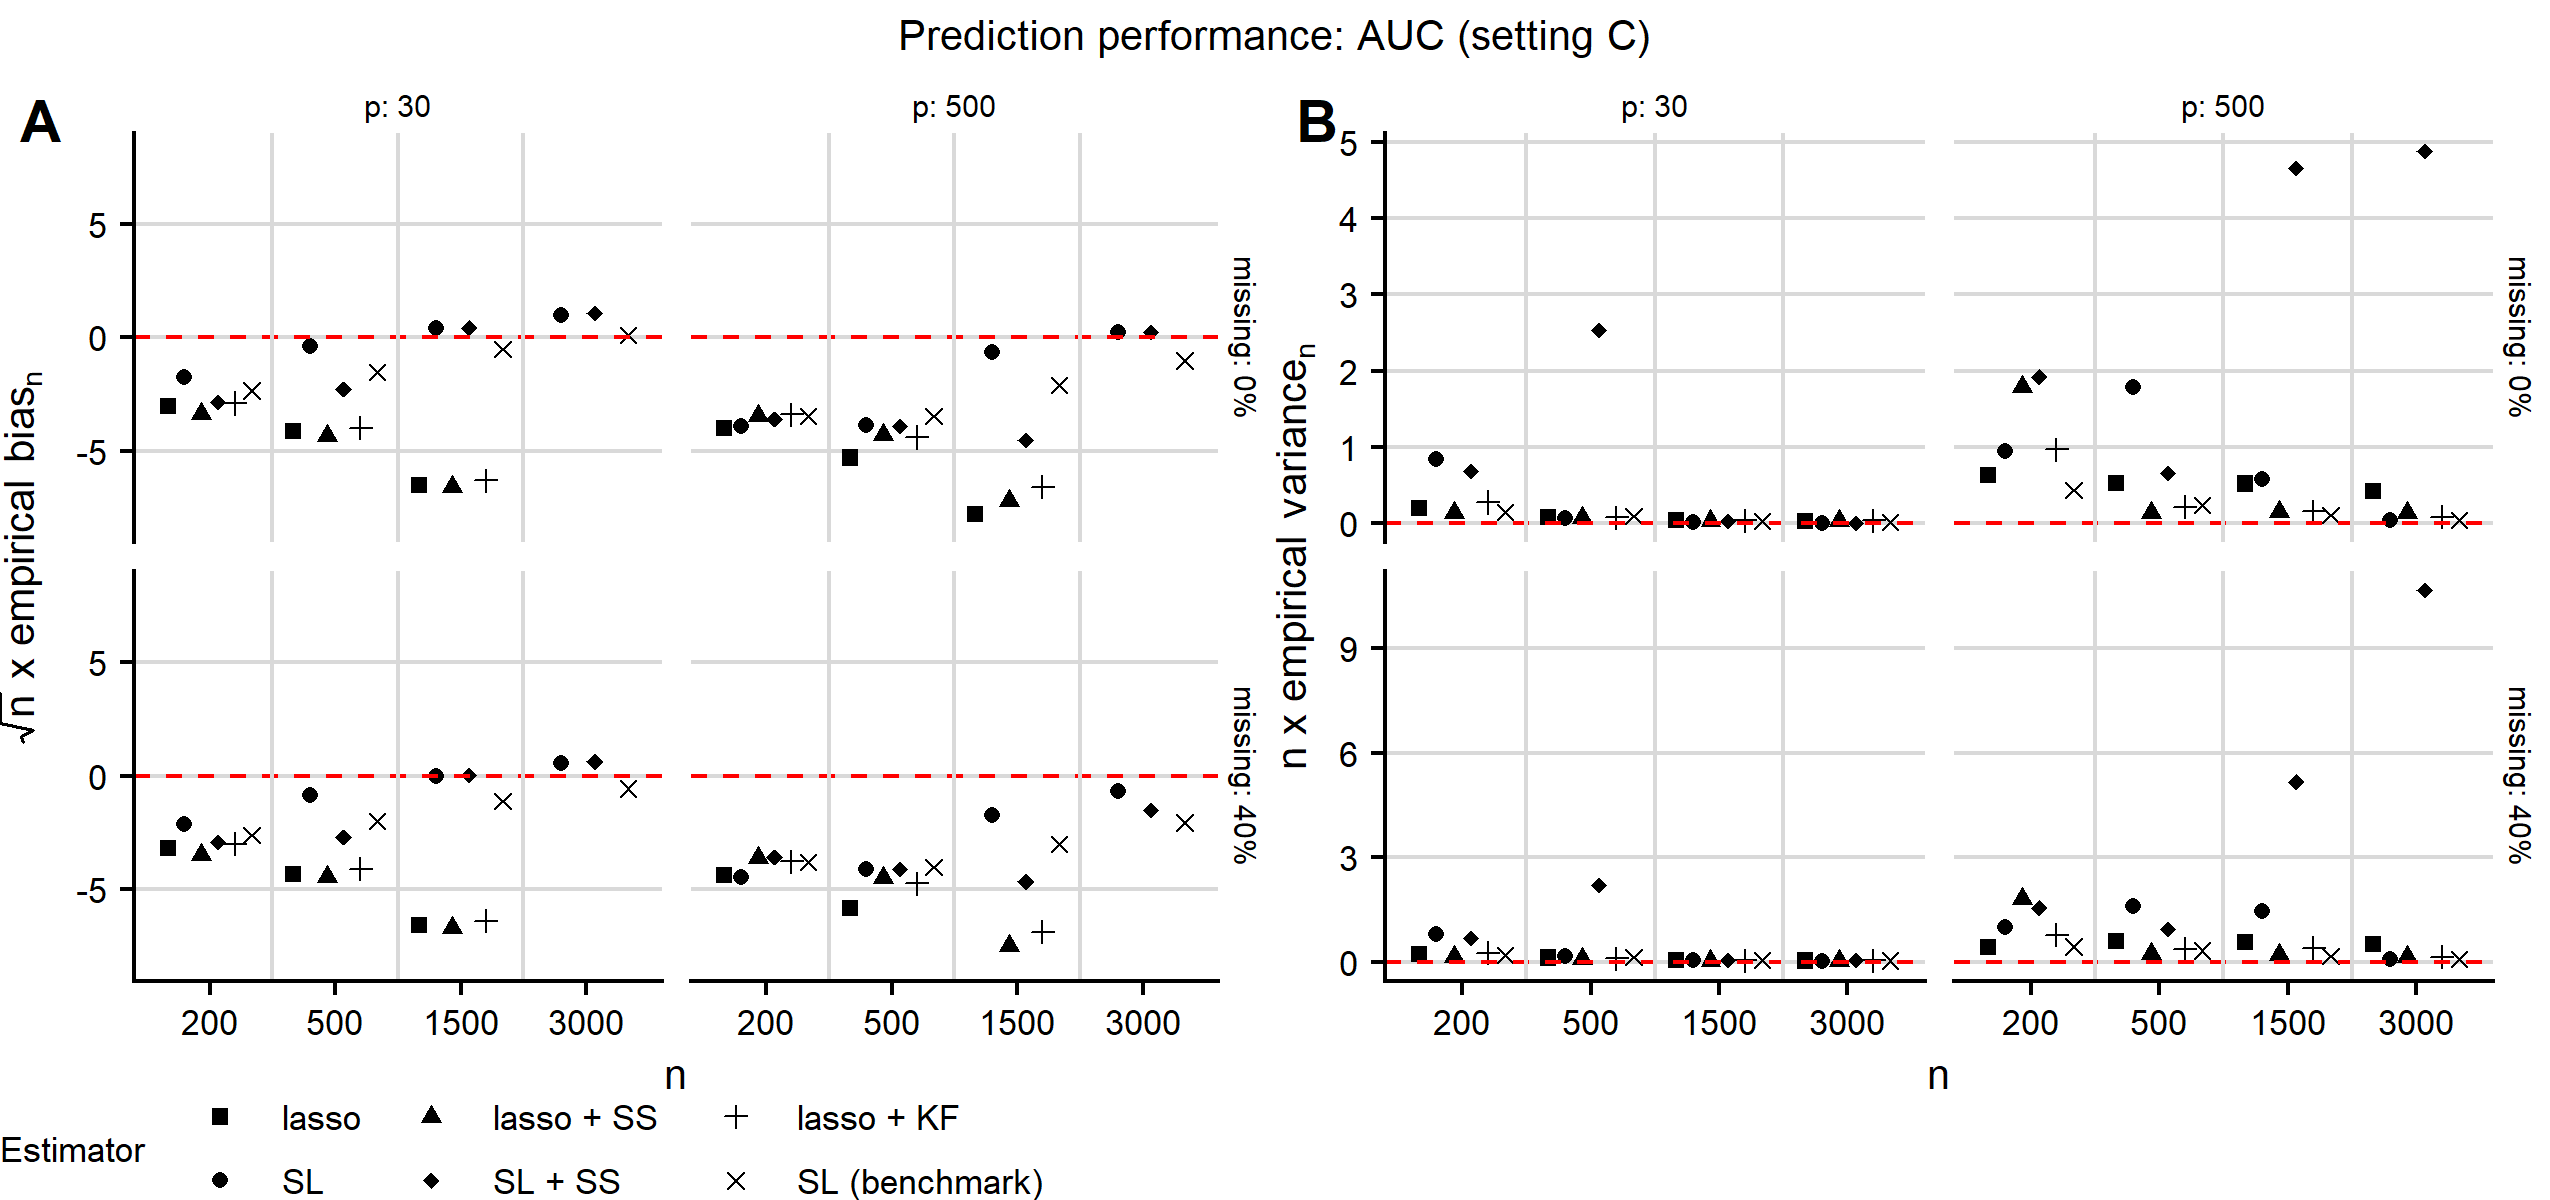 Prediction performance: AUC (setting C)
A
p: 30
p: 500
5
0
-5
missing: 0%
5
0
-5
missing: 40%
√n x empirical biasₙ
200
500
1500
3000
200
500
1500
3000
n
B
p: 30
p: 500
5
4
3
2
1
0
missing: 0%
9
6
3
0
missing: 40%
n x empirical varianceₙ
200
500
1500
3000
200
500
1500
3000
n
Estimator
lasso
lasso + SS
lasso + KF
SL
SL + SS
SL (benchmark)